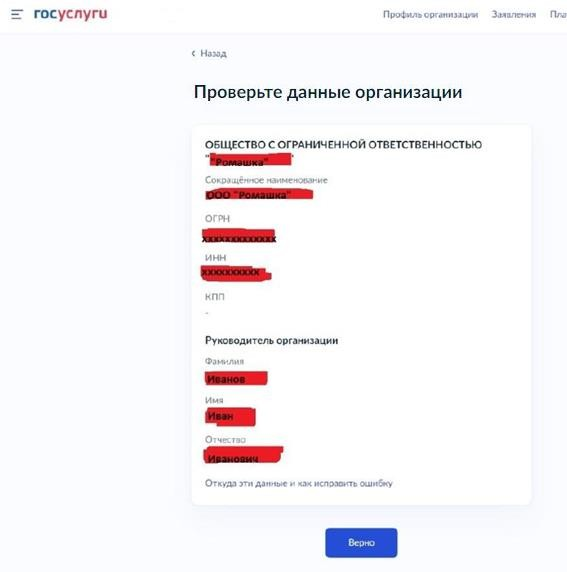 госуслуги
Профиль организации Заявления Пла
Назад
Проверьте данные организации
ОБЩЕСТВО С ОГРАНИЧЕННОЙ ОТВЕТСТВЕННОСТЬЮ
""Ромашка""
Сокращённое наименование
ООО "Ромашка"
ОГРН
xxxxxxxxxxxxx
ИНН
xxxxxxxxxx
КПП
-
Руководитель организации
Фамилия
Иванов
Имя
Иван
Отчество
Иванович
Откуда эти данные и как исправить ошибку
Верно